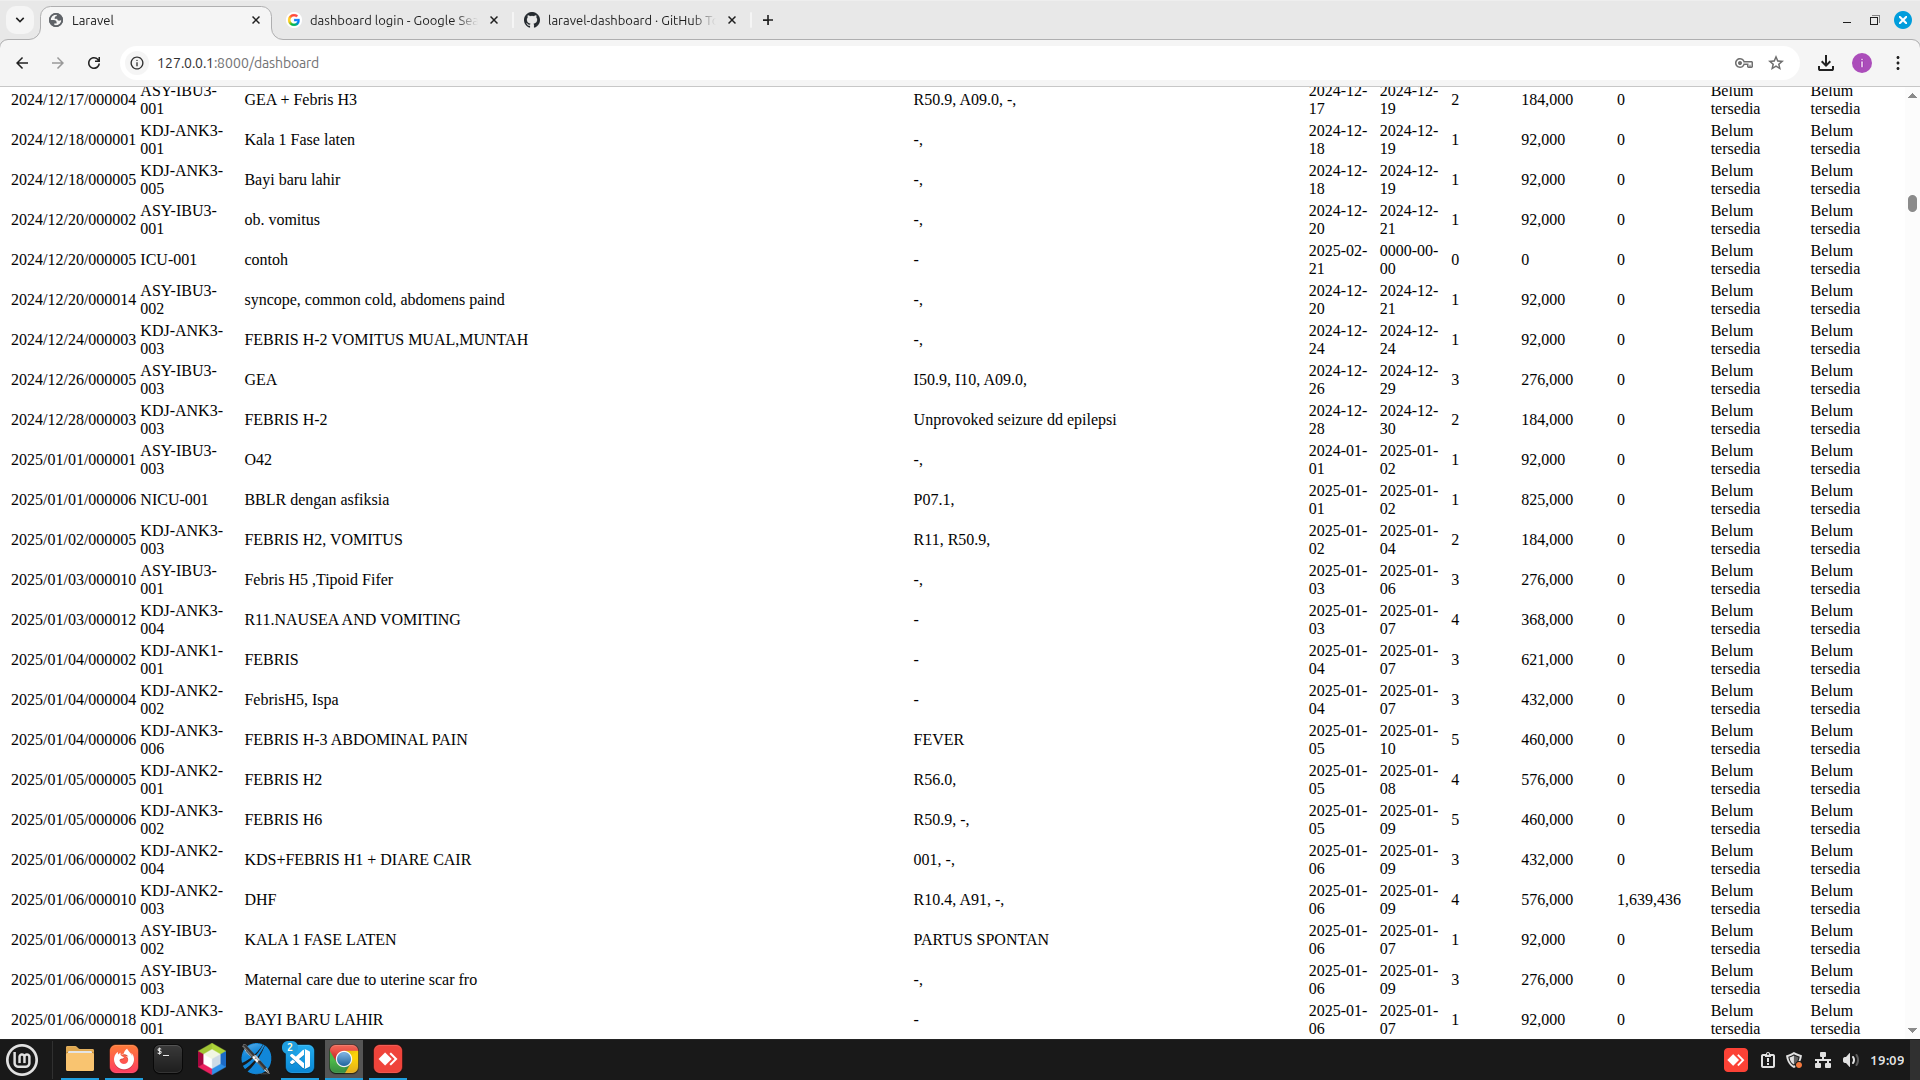 Laravel
dashboard login - Google Sea
laravel-dashboard · GitHub T
127.0.0.1:8000/dashboard
i
2024/12/17/000004 ASY-IBU3-001 GEA + Febris H3 R50.9, A09.0, -, 2024-12-17 2024-12-19 2 184,000 0 Belum tersedia Belum tersedia
2024/12/18/000001 KDJ-ANK3-001 Kala 1 Fase laten -, 2024-12-18 2024-12-19 1 92,000 0 Belum tersedia Belum tersedia
2024/12/18/000005 KDJ-ANK3-005 Bayi baru lahir -, 2024-12-18 2024-12-19 1 92,000 0 Belum tersedia Belum tersedia
2024/12/20/000002 ASY-IBU3-001 ob. vomitus -, 2024-12-20 2024-12-21 1 92,000 0 Belum tersedia Belum tersedia
2024/12/20/000005 ICU-001 contoh - 2025-02-21 0000-00-00 0 0 0 Belum tersedia Belum tersedia
2024/12/20/000014 ASY-IBU3-002 syncope, common cold, abdomens paind -, 2024-12-20 2024-12-21 1 92,000 0 Belum tersedia Belum tersedia
2024/12/24/000003 KDJ-ANK3-003 FEBRIS H-2 VOMITUS MUAL,MUNTAH -, 2024-12-24 2024-12-24 1 92,000 0 Belum tersedia Belum tersedia
2024/12/26/000005 ASY-IBU3-003 GEA I50.9, I10, A09.0, 2024-12-26 2024-12-29 3 276,000 0 Belum tersedia Belum tersedia
2024/12/28/000003 KDJ-ANK3-003 FEBRIS H-2 Unprovoked seizure dd epilepsi 2024-12-28 2024-12-30 2 184,000 0 Belum tersedia Belum tersedia
2025/01/01/000001 ASY-IBU3-003 O42 -, 2024-01-01 2025-01-02 1 92,000 0 Belum tersedia Belum tersedia
2025/01/01/000006 NICU-001 BBLR dengan asfiksia P07.1, 2025-01-01 2025-01-02 1 825,000 0 Belum tersedia Belum tersedia
2025/01/02/000005 KDJ-ANK3-003 FEBRIS H2, VOMITUS R11, R50.9, 2025-01-02 2025-01-04 2 184,000 0 Belum tersedia Belum tersedia
2025/01/03/000010 ASY-IBU3-001 Febris H5 ,Tipoid Fifer -, 2025-01-03 2025-01-06 3 276,000 0 Belum tersedia Belum tersedia
2025/01/03/000012 KDJ-ANK3-004 R11.NAUSEA AND VOMITING - 2025-01-03 2025-01-07 4 368,000 0 Belum tersedia Belum tersedia
2025/01/04/000002 KDJ-ANK1-001 FEBRIS - 2025-01-04 2025-01-07 3 621,000 0 Belum tersedia Belum tersedia
2025/01/04/000004 KDJ-ANK2-002 FebrisH5, Ispa - 2025-01-04 2025-01-07 3 432,000 0 Belum tersedia Belum tersedia
2025/01/04/000006 KDJ-ANK3-006 FEBRIS H-3 ABDOMINAL PAIN FEVER 2025-01-05 2025-01-10 5 460,000 0 Belum tersedia Belum tersedia
2025/01/05/000005 KDJ-ANK2-001 FEBRIS H2 R56.0, 2025-01-05 2025-01-08 4 576,000 0 Belum tersedia Belum tersedia
2025/01/05/000006 KDJ-ANK3-002 FEBRIS H6 R50.9, -, 2025-01-05 2025-01-09 5 460,000 0 Belum tersedia Belum tersedia
2025/01/06/000002 KDJ-ANK2-004 KDS+FEBRIS H1 + DIARE CAIR 001, -, 2025-01-06 2025-01-09 3 432,000 0 Belum tersedia Belum tersedia
2025/01/06/000010 KDJ-ANK2-003 DHF R10.4, A91, -, 2025-01-06 2025-01-09 4 576,000 1,639,436 Belum tersedia Belum tersedia
2025/01/06/000013 ASY-IBU3-002 KALA 1 FASE LATEN PARTUS SPONTAN 2025-01-06 2025-01-07 1 92,000 0 Belum tersedia Belum tersedia
2025/01/06/000015 ASY-IBU3-003 Maternal care due to uterine scar fro -, 2025-01-06 2025-01-09 3 276,000 0 Belum tersedia Belum tersedia
2025/01/06/000018 KDJ-ANK3-001 BAYI BARU LAHIR - 2025-01-06 2025-01-07 1 92,000 0 Belum tersedia Belum tersedia
2
19:09